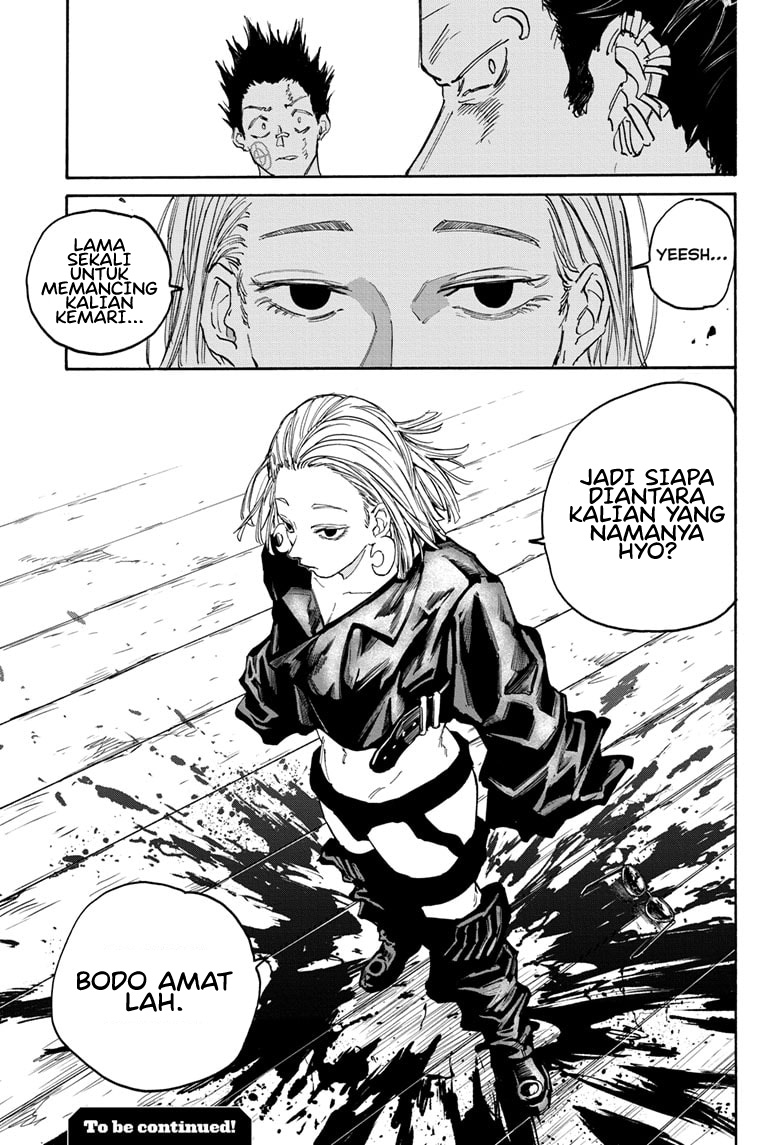 YEESH...
LAMA
SEKALI
UNTUK
MEMANCING
KALIAN
KEMARI...
JADI SIAPA
DIANTARA
KALIAN YANG
NAMANYA
HYO?
BODO AMAT
LAH.
To be continued!